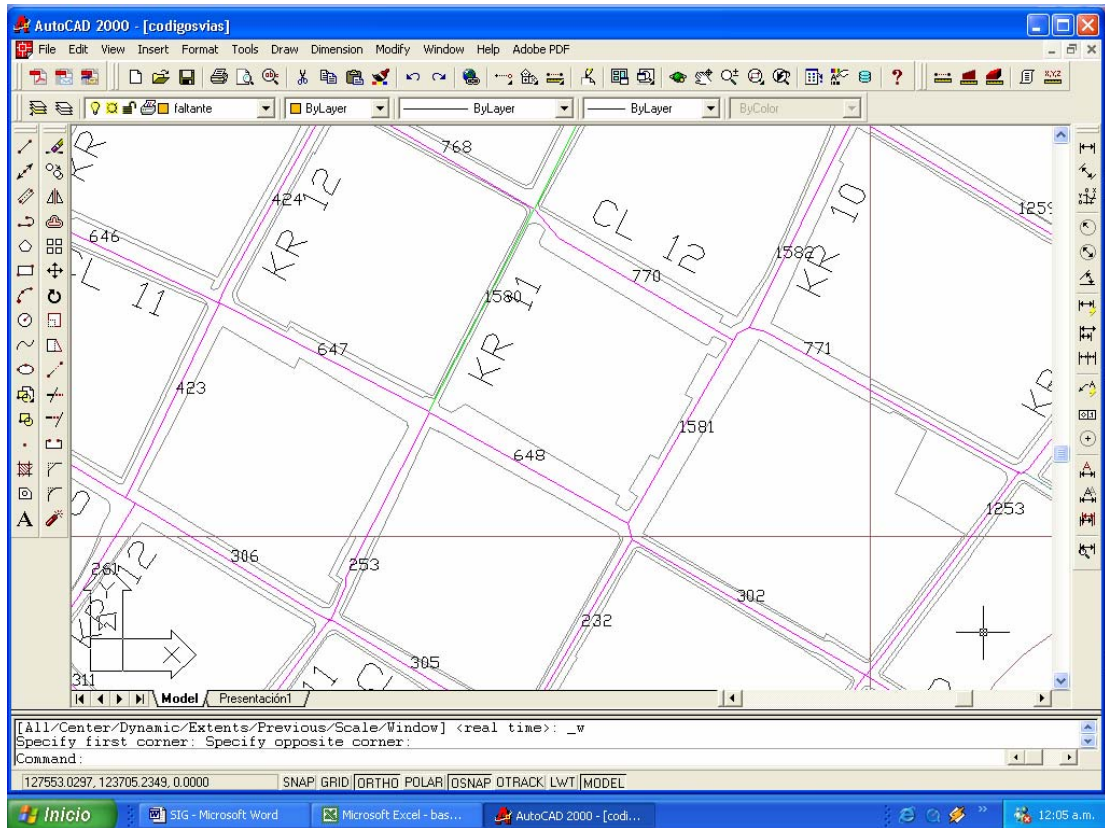 AutoCAD 2000 - [codigosvias]
File Edit View Insert Format Tools Draw Dimension Modify Window Help Adobe PDF
faltante ByLayer ByLayer ByLayer ByColor
KR
768
KR 12
424
CL 12
KR 10
1259
646
CL 11
1582
770
1580
KR 11
647
771
KR
423
1581
648
1253
306
253
261
KR 12
302
232
305
X
311
11
Model Presentación1
[All/Center/Dynamic/Extents/Previous/Scale/Window] <real time>: _w
Specify first corner: Specify opposite corner:
Command:
127553.0297, 123705.2349, 0.0000 SNAP GRID ORTHO POLAR OSNAP OTRACK LWT MODEL
Inicio SIG - Microsoft Word Microsoft Excel - bas... AutoCAD 2000 - [codi... 12:05 a.m.